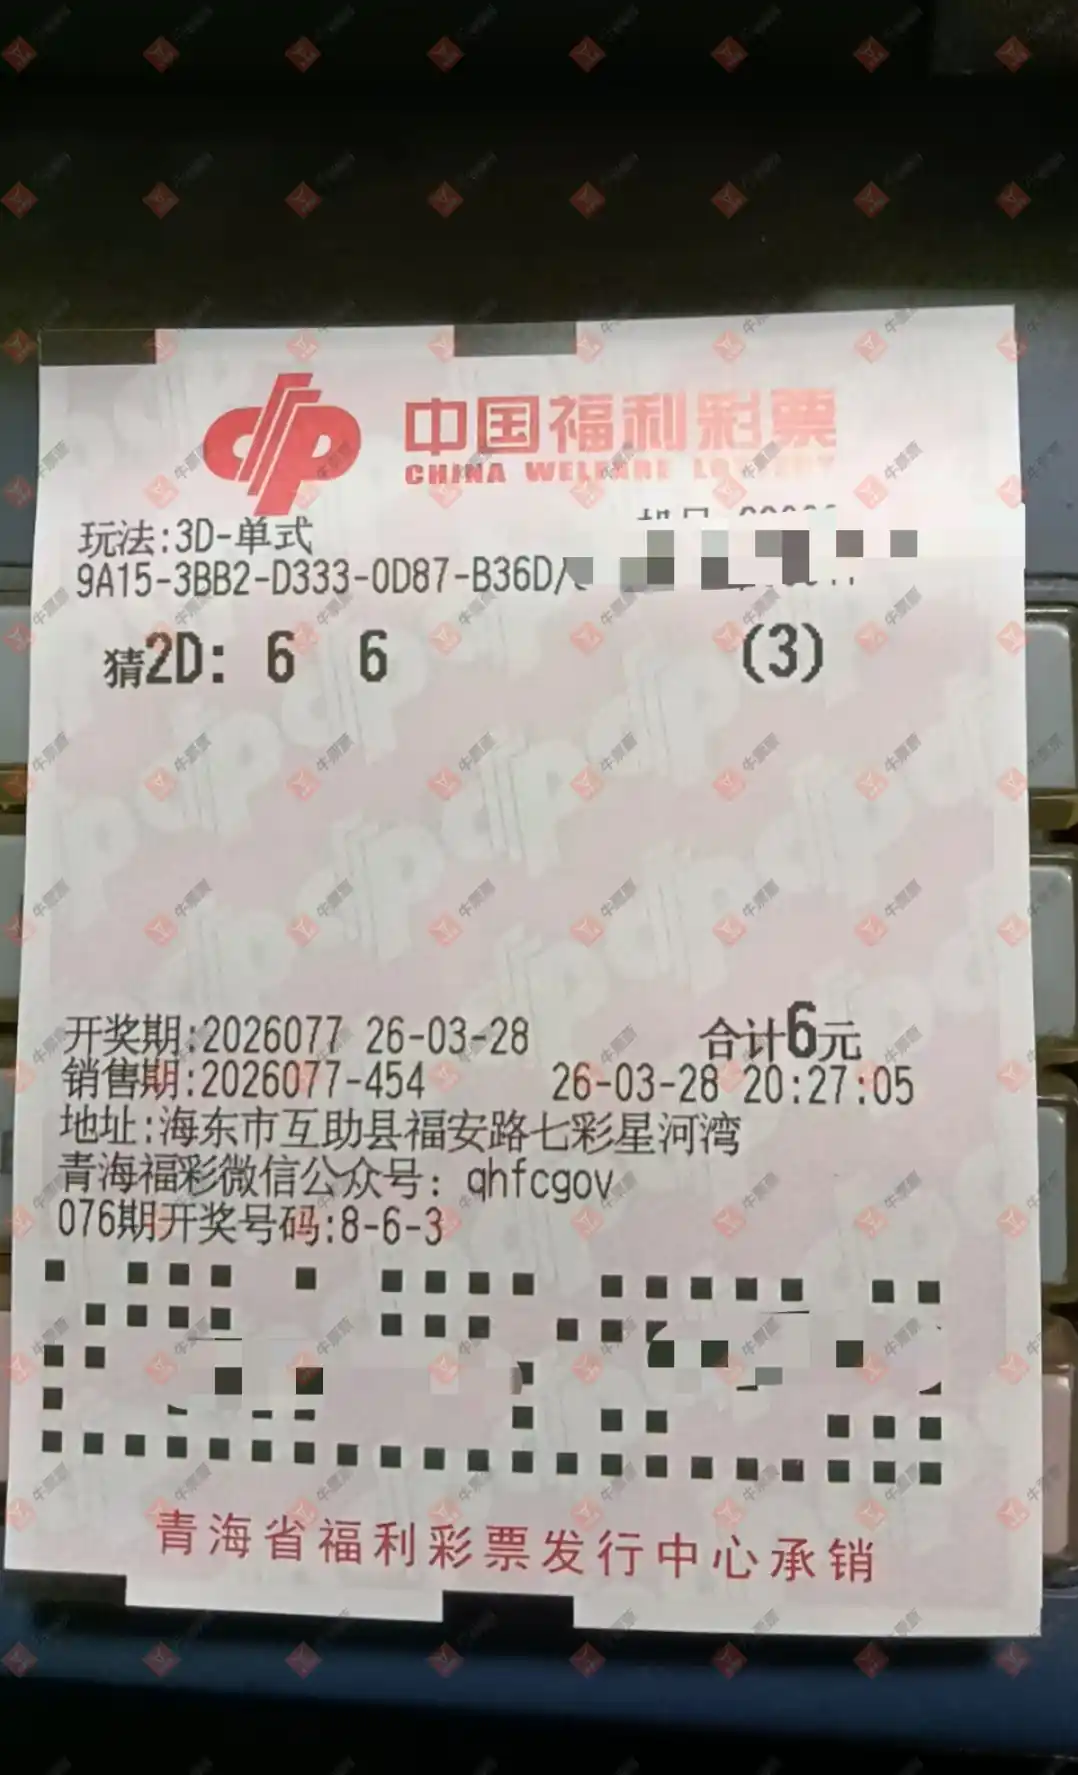 中国福利彩票
CHINA WELFARE LOTTERY
玩法:3D-单式
9A15-3BB2-D333-0D87-B36D/
猜2D: 6 6 (3)
开奖期:2026077 26-03-28 合计6元
销售期:2026077-454 26-03-28 20:27:05
地址:海东市互助县福安路七彩星河湾
青海福彩微信公众号: qhfcgov
076期开奖号码:8-6-3
青海省福利彩票发行中心承销